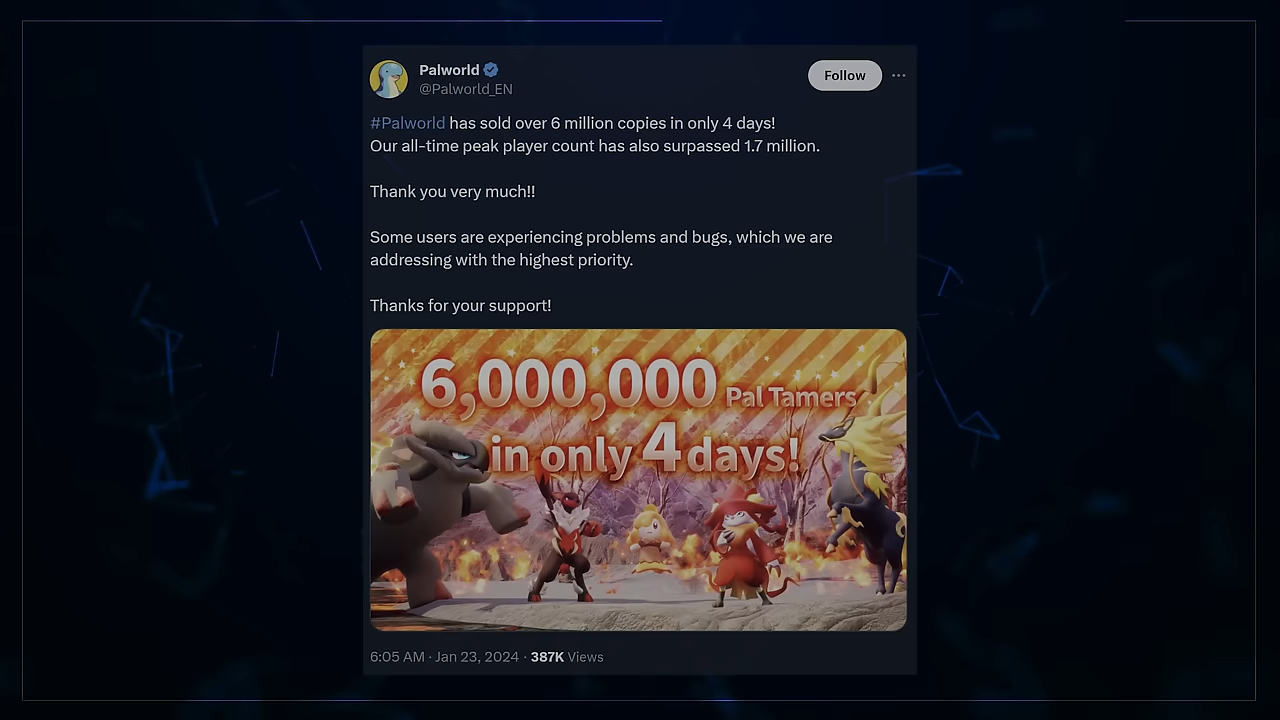 Palworld
@Palworld_EN
Follow
#Palworld has sold over 6 million copies in only 4 days!
Our all-time peak player count has also surpassed 1.7 million.
Thank you very much!!
Some users are experiencing problems and bugs, which we are
addressing with the highest priority.
Thanks for your support!
6,000,000 Pal Tamers
in only 4 days!
6:05 AM · Jan 23, 2024 · 387K Views